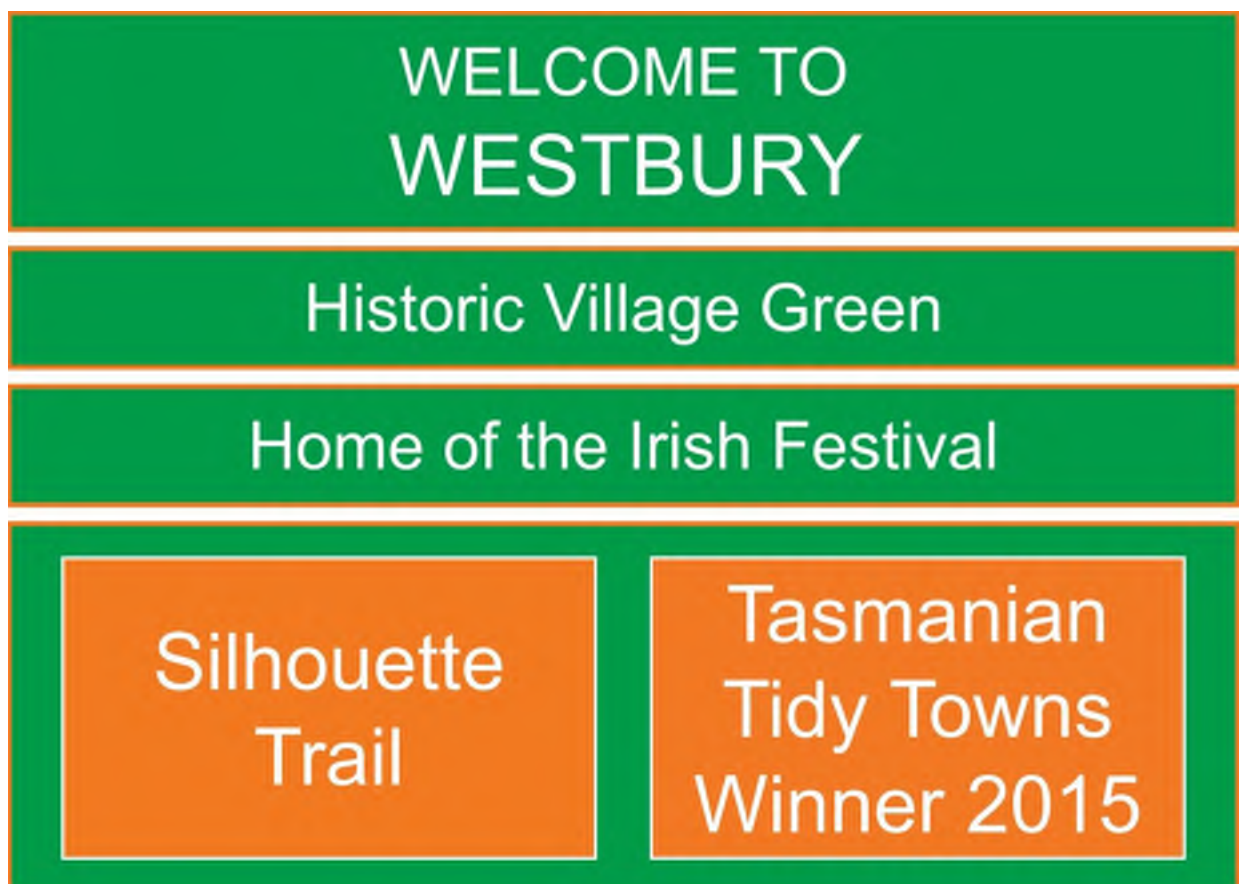 WELCOME TO
WESTBURY
Historic Village Green
Home of the Irish Festival
Silhouette
Trail
Tasmanian
Tidy Towns
Winner 2015